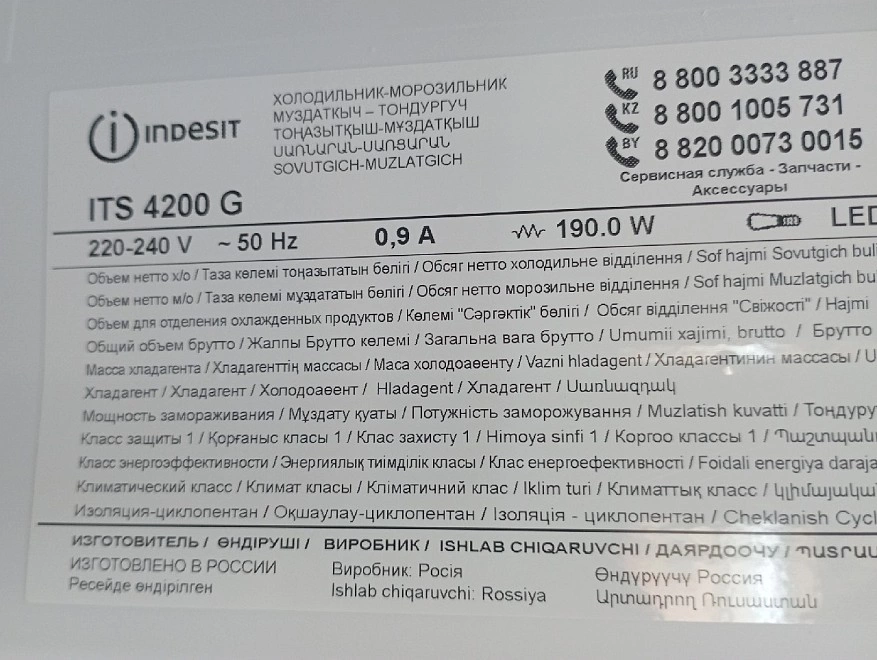 INDESIT
ХОЛОДИЛЬНИК-МОРОЗИЛЬНИК
МУЗДАТКЫЧ – ТОНДУРГУЧ
ТОҢАЗЫТҚЫШ-МҰЗДАТҚЫШ
ՍԱՌՆԱՐԱՆ-ՍԱՌՑԱՐԱՆ
SOVUTGICH-MUZLATGICH
RU 8 800 3333 887
KZ 8 800 1005 731
BY 8 820 0073 0015
Сервисная служба - Запчасти -
Аксессуары
ITS 4200 G
220-240 V ~ 50 Hz 0,9 A 190.0 W LED
Объем нетто х/о / Таза көлемі тоңазытатын бөлігі / Обсяг нетто холодильне відділення / Sof hajmi Sovutgich
Объем нетто м/о / Таза көлемі мұздататын бөлігі / Обсяг нетто морозильне відділення / Sof hajmi Muzlatgich
Объем для отделения охлажденных продуктов / Көлемі "Сәргәктік" бөлігі / Обсяг відділення "Свіжості" / Hajmi
Общий объем брутто / Жалпы Брутто көлемі / Загальна вага брутто / Umumii xajimi, brutto / Брутто
Масса хладагента / Хладагенттің массасы / Маса холодоавенту / Vazni hladagent / Хладагентинин массасы /
Хладагент / Хладагент / Холодоавент / Hladagent / Хладагент / Սառնագդակ
Мощность замораживания / Мұздату қуаты / Потужність заморожування / Muzlatish kuvatti / Тоңдуру
Класс защиты 1 / Қорғаныс класы 1 / Клас захисту 1 / Himoya sinfi 1 / Коргоо классы 1 /
Класс энергоэффективности / Энергиялық тиімділік класы / Клас енергоефективності / Foidali energiya daraja
Климатический класс / Климат класы / Кліматичний клас / Iklim turi / Климаттық класс /
Изоляция-циклопентан / Оқшаулау-циклопентан / Ізоляція - циклопентан / Cheklanish Cycl
ИЗГОТОВИТЕЛЬ / ӨНДІРУШІ / ВИРОБНИК / ISHLAB CHIQARUVCHI / ДАЯРДООЧУ /
ИЗГОТОВЛЕНО В РОССИИ Виробник: Росія Өндүрүүчү Россия
Ресейде өндірілген Ishlab chiqaruvchi: Rossiya Արտադրող Ռուսաստան